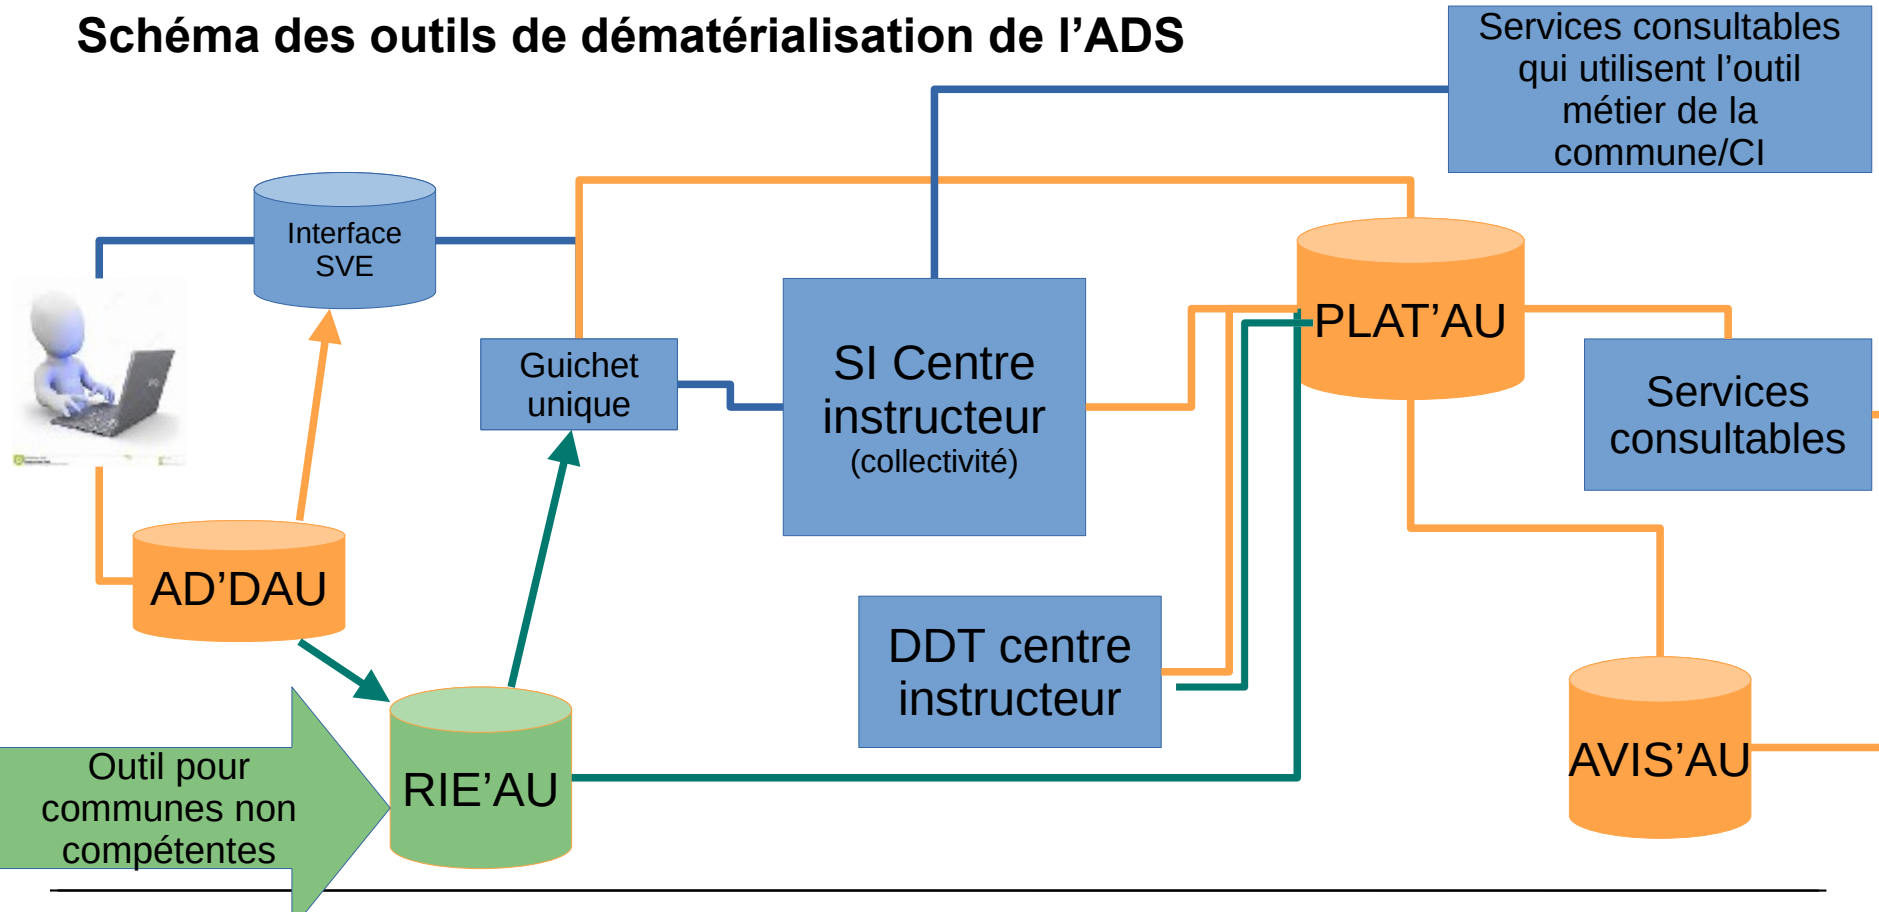 Schéma des outils de dématérialisation de l’ADS
Services consultables
qui utilisent l’outil
métier de la
commune/CI
Interface
SVE
Guichet
unique
SI Centre
instructeur
(collectivité)
PLAT’AU
Services
consultables
AD’DAU
DDT centre
instructeur
AVIS’AU
RIE’AU
Outil pour
communes non
compétentes